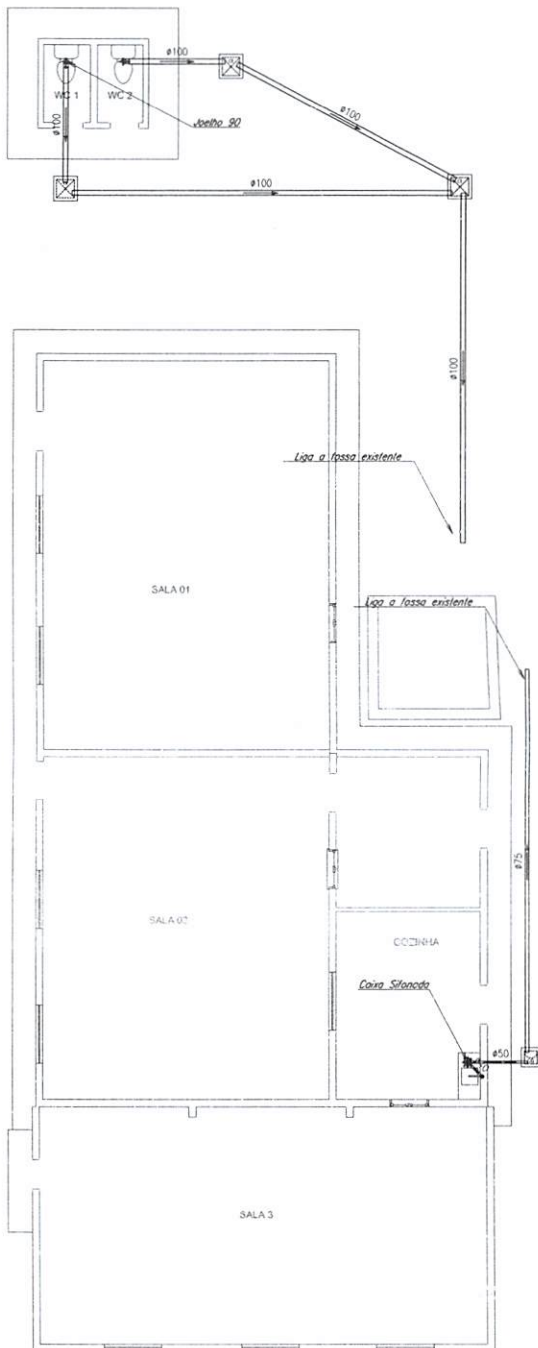 ø100
WC 1
WC 2
Joelho 90
ø100
ø100
ø100
ø100
Liga a fossa existente
SALA 01
Liga a fossa existente
ø75
SALA 02
COZINHA
Caixa Sifonada
ø50
SALA 3